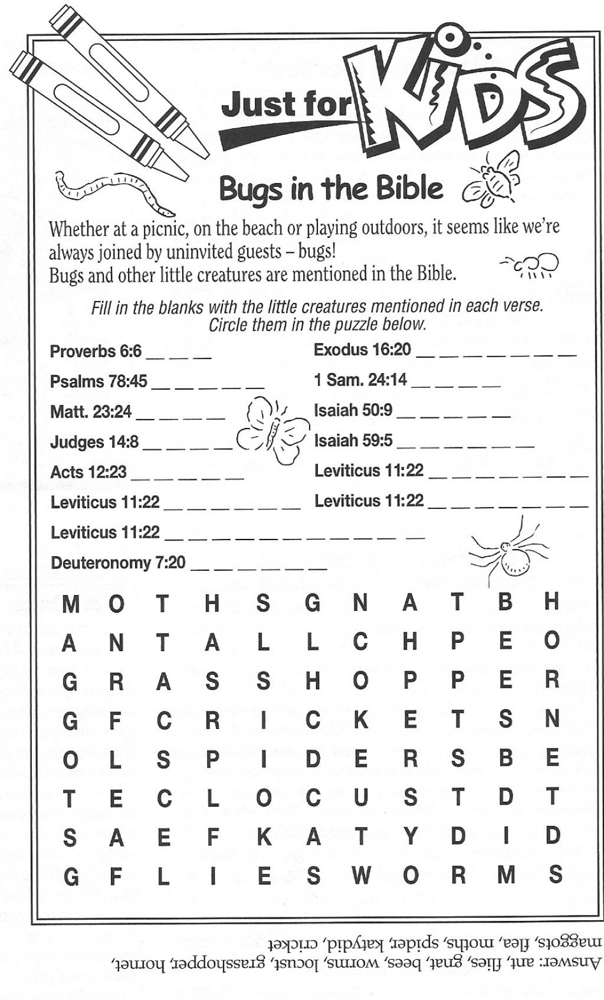 Just for KiDS
Bugs in the Bible
Whether at a picnic, on the beach or playing outdoors, it seems like we're
always joined by uninvited guests – bugs!
Bugs and other little creatures are mentioned in the Bible.
Fill in the blanks with the little creatures mentioned in each verse.
Circle them in the puzzle below.
Proverbs 6:6 _ _ _
Exodus 16:20 _ _ _ _ _ _ _
Psalms 78:45 _ _ _ _ _
1 Sam. 24:14 _ _ _ _
Matt. 23:24 _ _ _ _
Isaiah 50:9 _ _ _ _ _
Judges 14:8 _ _ _ _
Isaiah 59:5 _ _ _ _ _ _
Acts 12:23 _ _ _ _ _
Leviticus 11:22 _ _ _ _ _ _ _
Leviticus 11:22 _ _ _ _ _ _
Leviticus 11:22 _ _ _ _ _ _ _
Leviticus 11:22 _ _ _ _ _ _ _ _ _ _ _
Deuteronomy 7:20 _ _ _ _ _ _
M O T H S G N A T B H
A N T A L L C H P E O
G R A S S H O P P E R
G F C R I C K E T S N
O L S P I D E R S B E
T E C L O C U S T D T
S A E F K A T Y D I D
G F L I E S W O R M S
Answer: ant, flies, gnat, bees, worms, locust, grasshopper, hornet,
maggots, flea, moths, spider, katydid, cricket